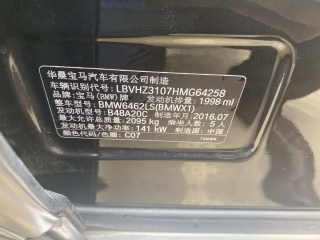 华晨宝马汽车有限公司制造
车辆识别代号: LBVHZ3107HMG64258
品牌: 宝马(BMW)牌 发动机排量: 1998 ml
整车型号: BMW6462LS(BMWX1)
发动机型号: B48A20C 制造年月: 2016.07
最大允许总质量: 2095 kg 乘坐人数: 5 人
发动机最大净功率: 141 kW 制造国: 中国
颜色代号/色圈: C07